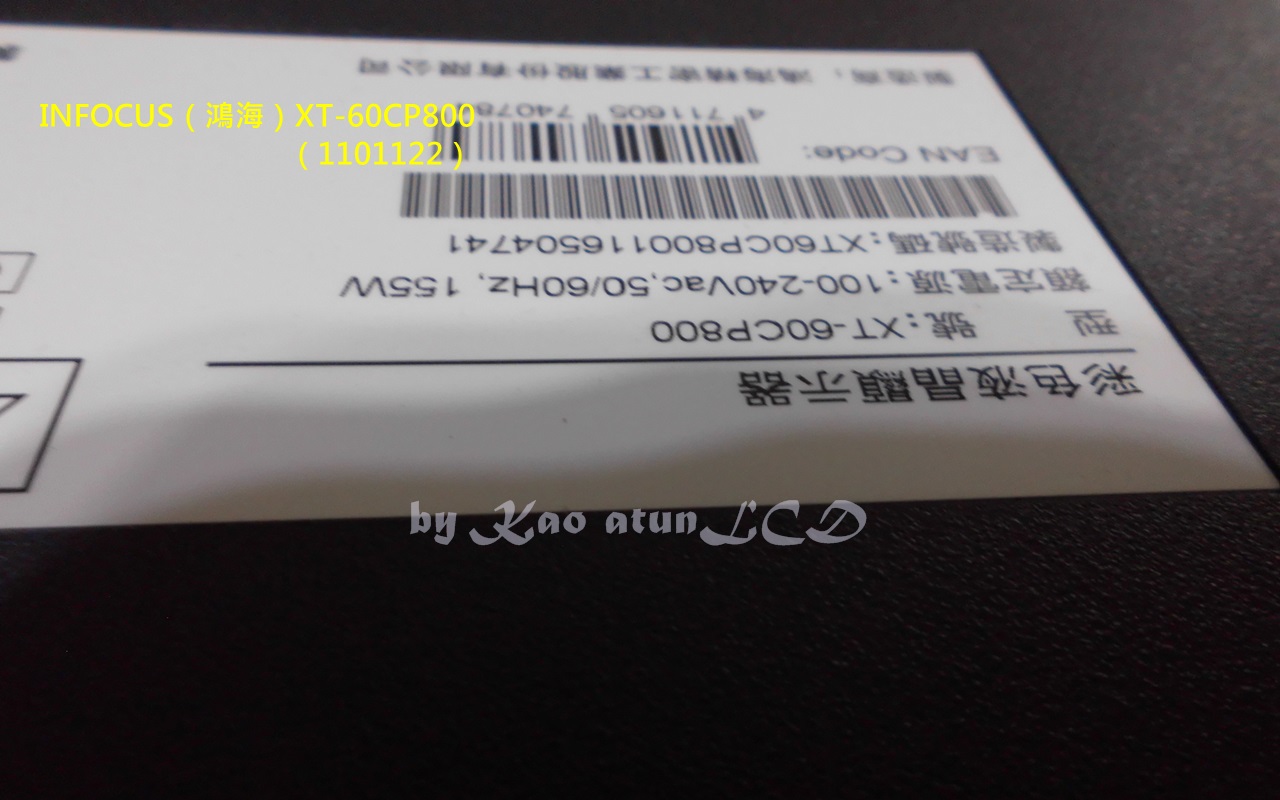 INFOCUS（鴻海）XT-60CP800
（1101122）
彩色液晶顯示器
型 號:XT-60CP800
額定電源:100-240Vac,50/60Hz, 155W
製造號碼:XT60CP800116504741
EAN Code:
4 711605
製造商：鴻海精密工業股份有限公司
by Kao atunLCD